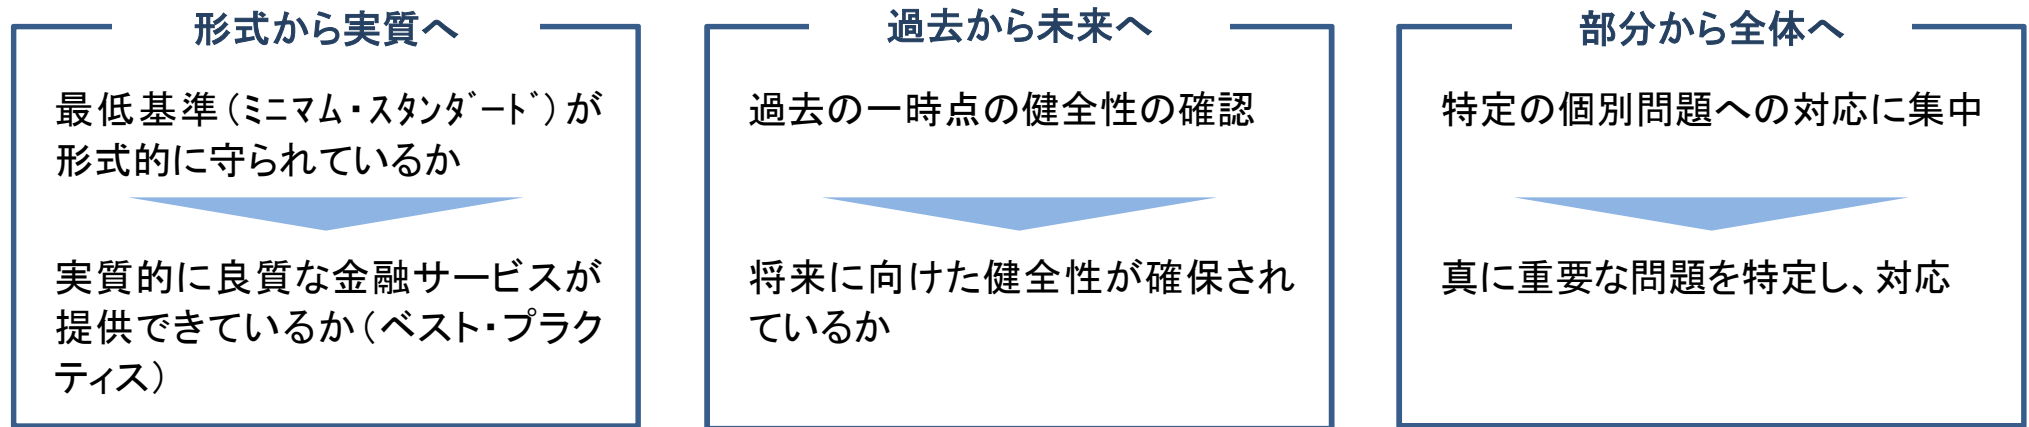 形式から実質へ
最低基準(ﾐﾆﾏﾑ・ｽﾀﾝﾀﾞｰﾄﾞ)が
形式的に守られているか
実質的に良質な金融サービスが
提供できているか(ベスト・プラク
ティス)
過去から未来へ
過去の一時点の健全性の確認
将来に向けた健全性が確保され
ているか
部分から全体へ
特定の個別問題への対応に集中
真に重要な問題を特定し、対応